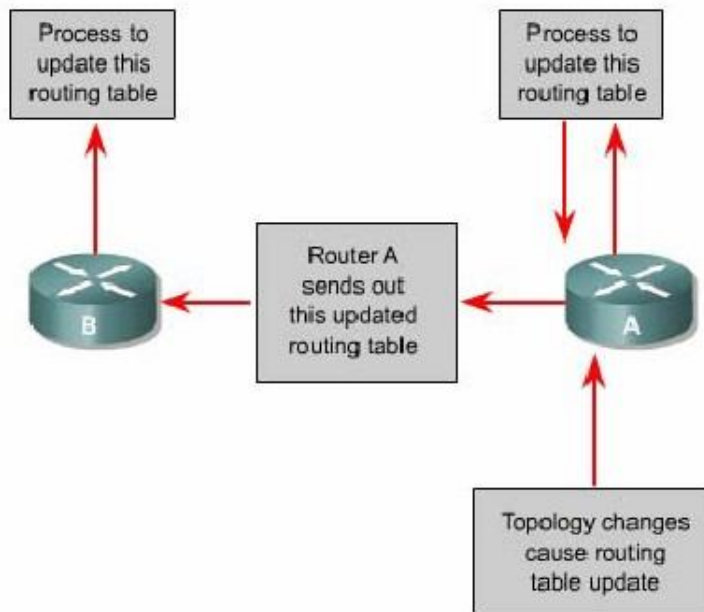 Process to
update this
routing table
Process to
update this
routing table
Router A
sends out
this updated
routing table
B
A
Topology changes
cause routing
table update